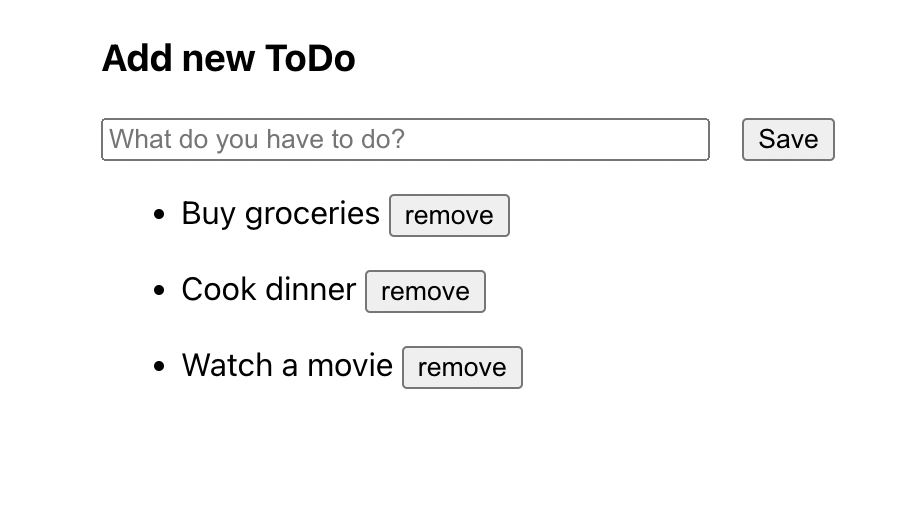 Add new ToDo
What do you have to do? Save
Buy groceries remove
Cook dinner remove
Watch a movie remove